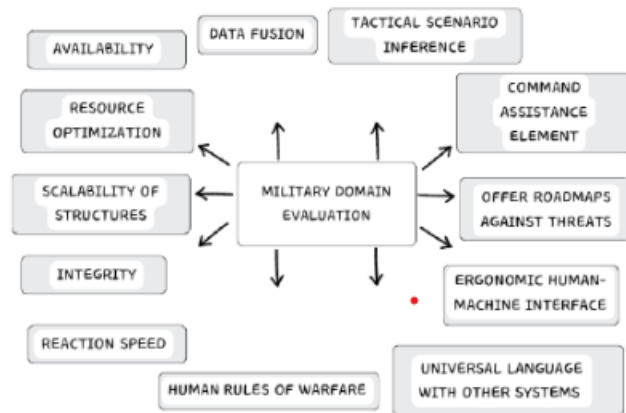 AVAILABILITY
DATA FUSION
TACTICAL SCENARIO
INFERENCE
RESOURCE
OPTIMIZATION
COMMAND
ASSISTANCE
ELEMENT
SCALABILITY OF
STRUCTURES
MILITARY DOMAIN
EVALUATION
OFFER ROADMAPS
AGAINST THREATS
INTEGRITY
ERGONOMIC HUMAN-
MACHINE INTERFACE
REACTION SPEED
HUMAN RULES OF WARFARE
UNIVERSAL LANGUAGE
WITH OTHER SYSTEMS